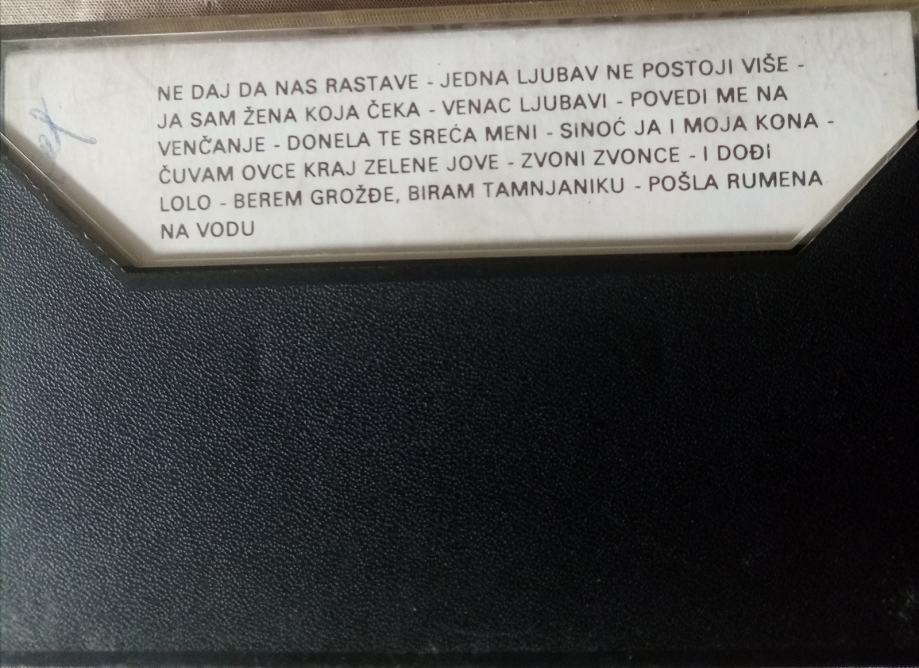 NE DAJ DA NAS RASTAVE - JEDNA LJUBAV NE POSTOJI VIŠE -
JA SAM ŽENA KOJA ČEKA - VENAC LJUBAVI - POVEDI ME NA
VENČANJE - DONELA TE SREĆA MENI - SINOĆ JA I MOJA KONA -
ČUVAM OVCE KRAJ ZELENE JOVE - ZVONI ZVONCE - I DOĐI
LOLO - BEREM GROŽĐE, BIRAM TAMNJANIKU - POŠLA RUMENA
NA VODU